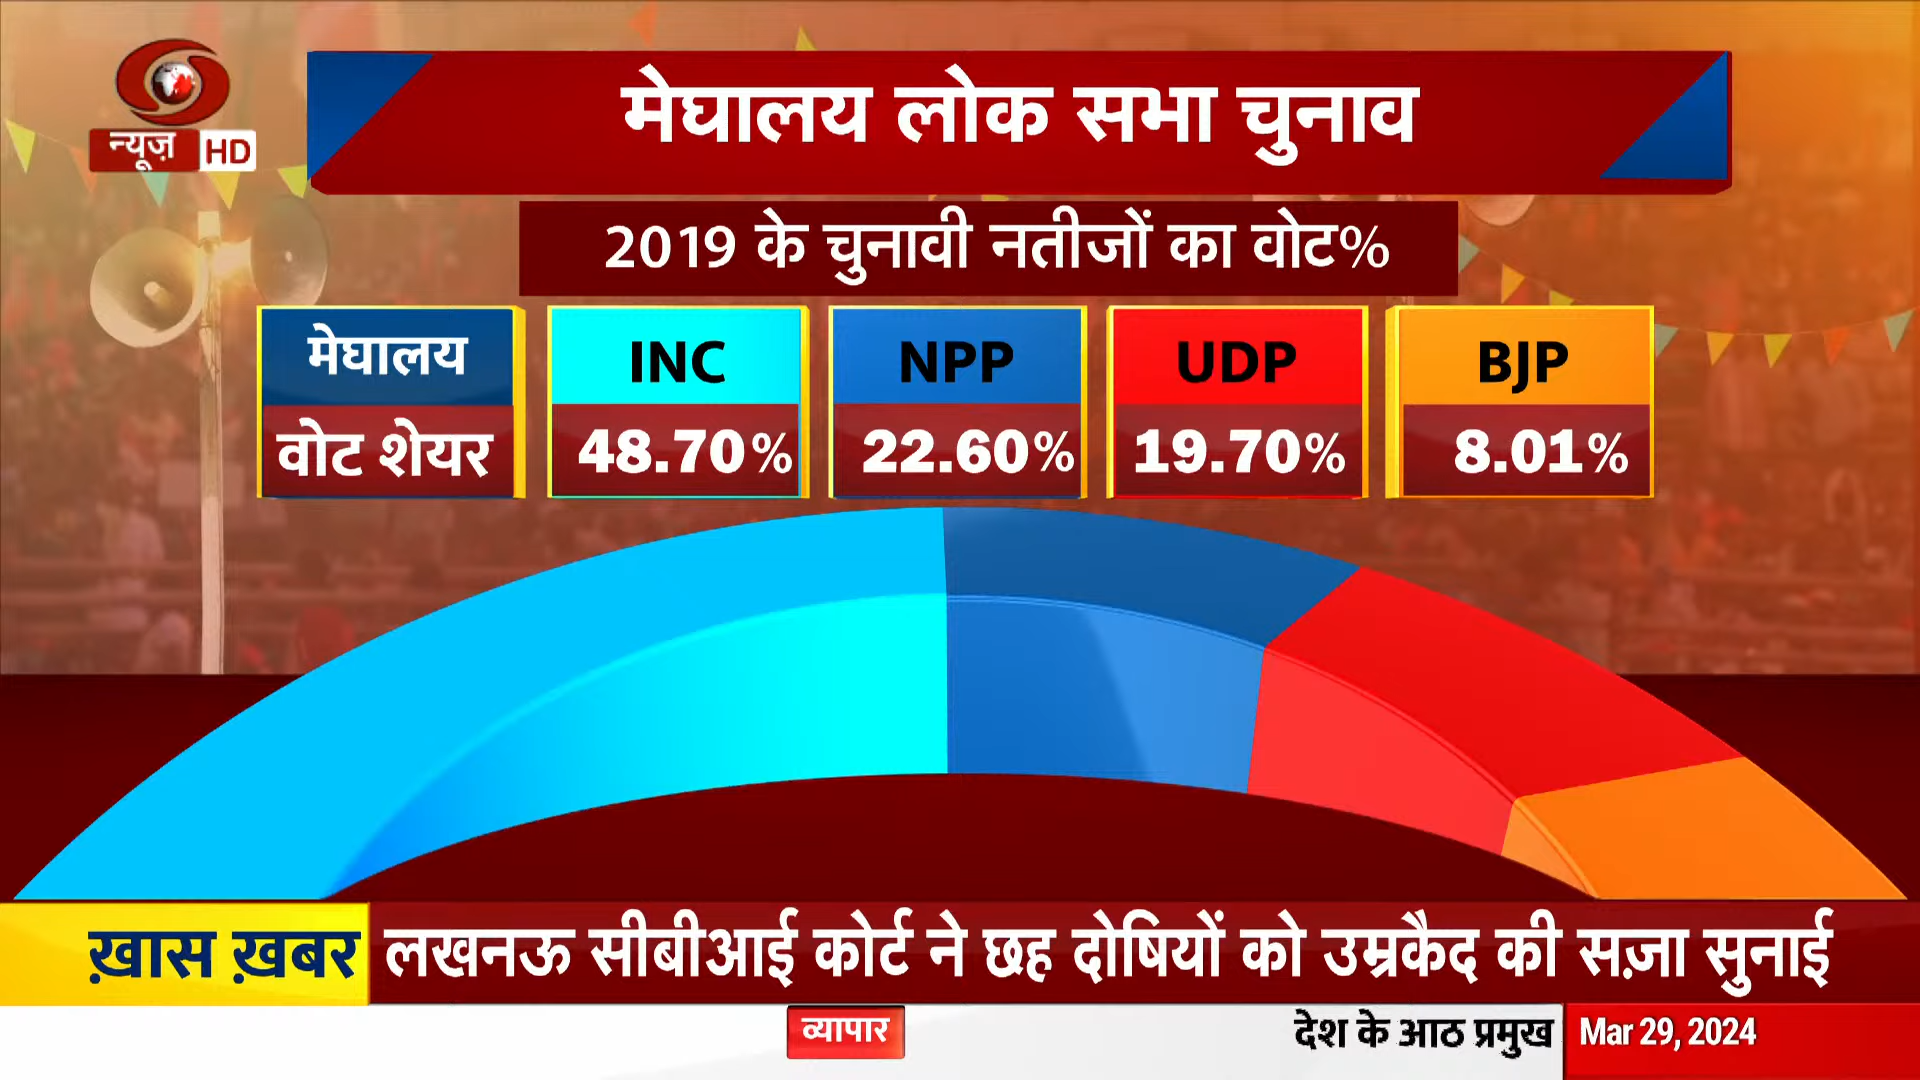 न्यूज़ HD
मेघालय लोक सभा चुनाव
2019 के चुनावी नतीजों का वोट%
मेघालय INC NPP UDP BJP
वोट शेयर 48.70% 22.60% 19.70% 8.01%
ख़ास ख़बर लखनऊ सीबीआई कोर्ट ने छह दोषियों को उम्रकैद की सज़ा सुनाई
व्यापार देश के आठ प्रमुख Mar 29, 2024